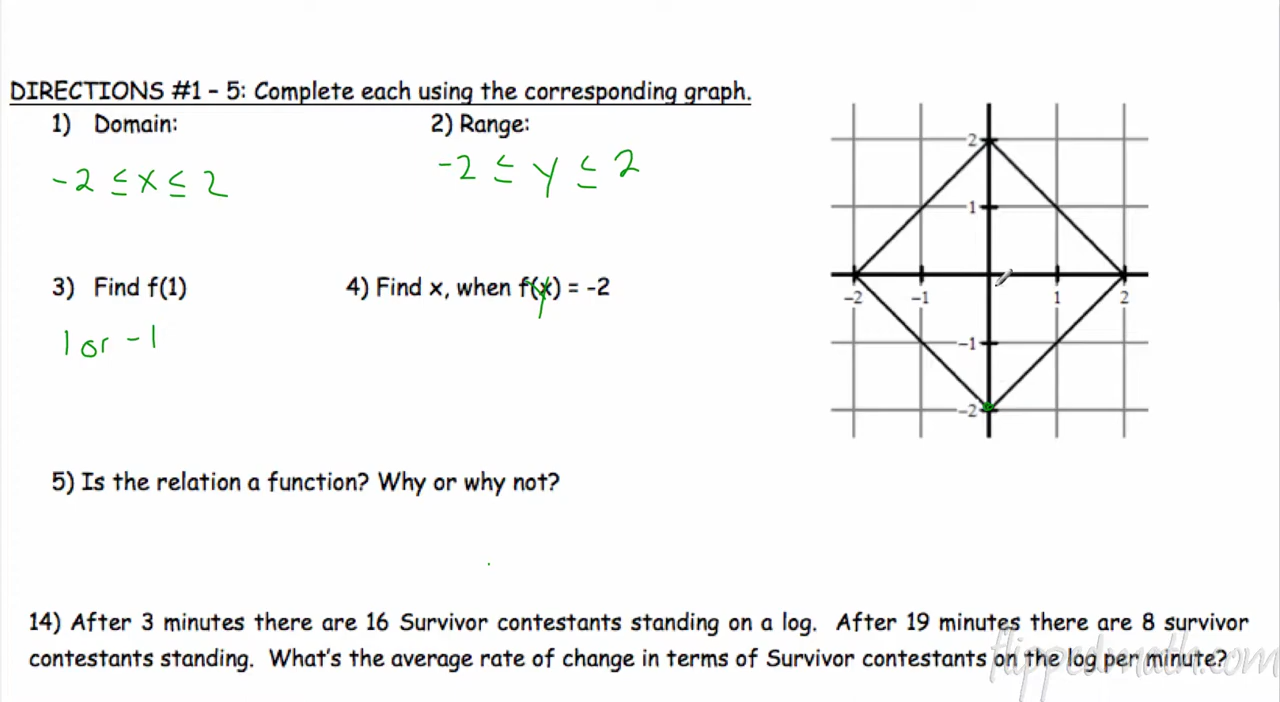 DIRECTIONS #1 – 5: Complete each using the corresponding graph.
1) Domain:
2) Range:
-2 ≤ x ≤ 2
-2 ≤ y ≤ 2
3) Find f(1)
4) Find x, when f(x) = -2
y
1 or -1
5) Is the relation a function? Why or why not?
2
1
-2 -1 1 2
-1
-2
14) After 3 minutes there are 16 Survivor contestants standing on a log. After 19 minutes there are 8 survivor
contestants standing. What's the average rate of change in terms of Survivor contestants on the log per minute?
flippedmath.com